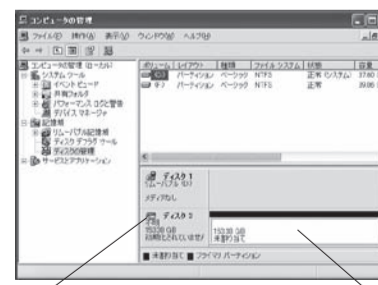 コンピュータの管理
ファイル(F) 操作(A) 表示(V) ウィンドウ(W) ヘルプ(H)
コンピュータの管理 (ローカル)
システム ツール
イベント ビューア
共有フォルダ
パフォーマンス ログと警告
デバイス マネージャ
記憶域
リムーバブル記憶域
ディスク デフラグ ツール
ディスクの管理
サービスとアプリケーション
ボリューム レイアウト 種類 ファイル システム 状態 容量
(C:) パーティション ベーシック NTFS 正常 (システム)
パーティション ベーシック NTFS 正常
ディスク 1
リムーバブル (D:)
メディアなし
ディスク 2
不明
153.38 GB
初期化されていません
153.38 GB
未割り当て
未割り当て プライマリ パーティション